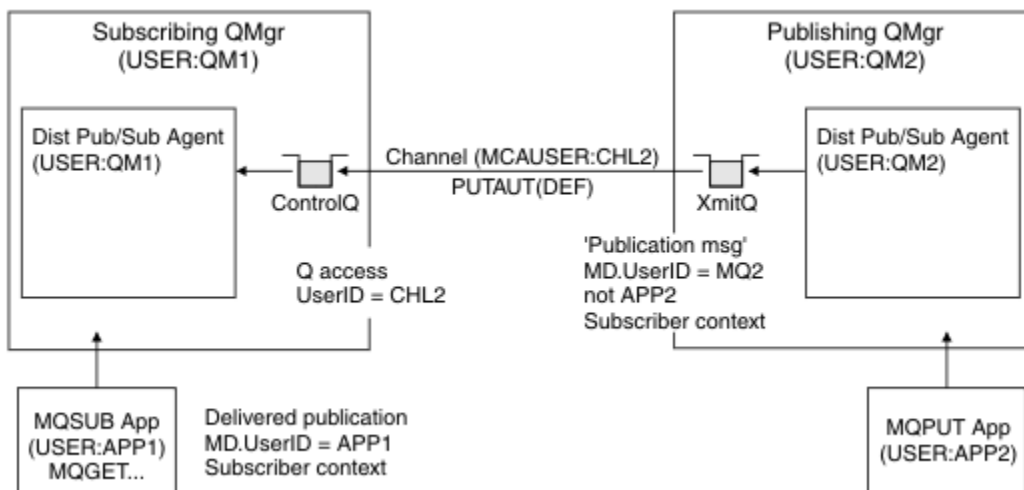 Subscribing QMgr
(USER:QM1)
Publishing QMgr
(USER:QM2)
Dist Pub/Sub Agent
(USER:QM1)
ControlQ
Channel (MCAUSER:CHL2)
PUTAUT(DEF)
XmitQ
Dist Pub/Sub Agent
(USER:QM2)
Q access
UserID = CHL2
'Publication msg'
MD.UserID = MQ2
not APP2
Subscriber context
MQSUB App
(USER:APP1)
MQGET...
Delivered publication
MD.UserID = APP1
Subscriber context
MQPUT App
(USER:APP2)